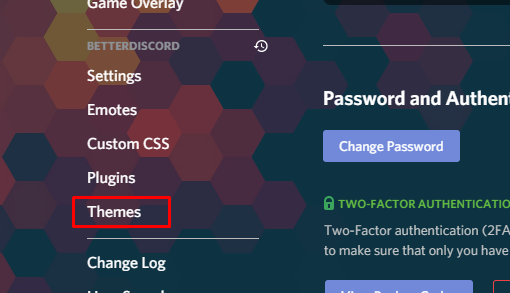 Game Overlay
BETTERDISCORD
Settings
Emotes
Custom CSS
Plugins
Themes
Change Log
Password and Authent
Change Password
TWO-FACTOR AUTHENTICATIO
Two-Factor authentication (2FA
to make sure that only you have